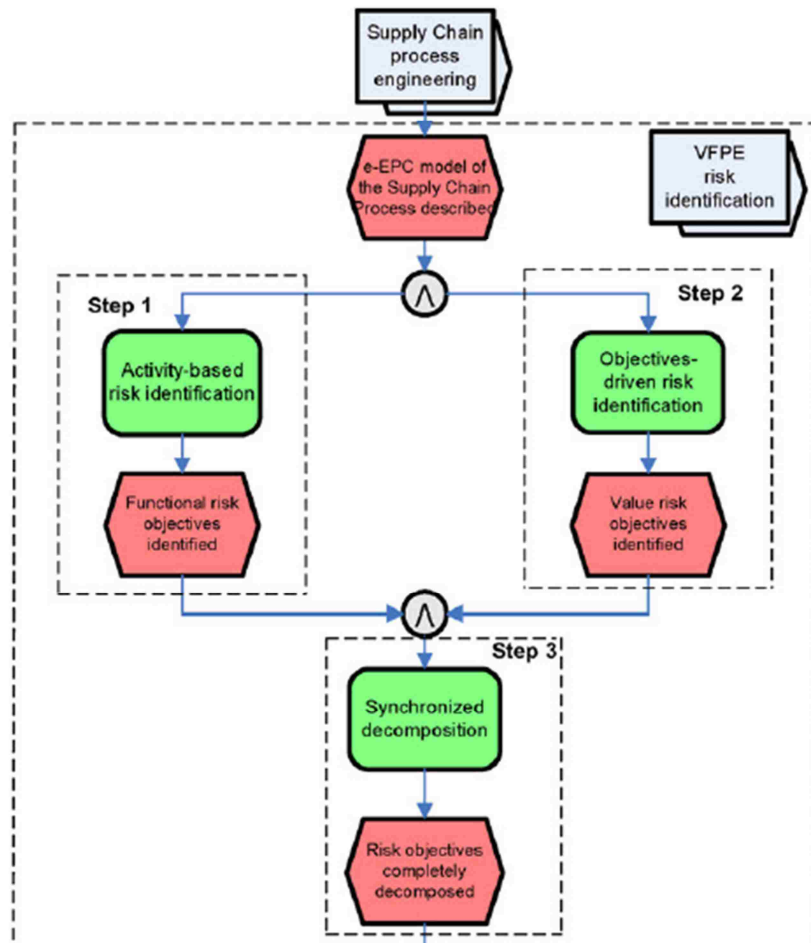 Supply Chain
process
engineering
e-EPC model of
the Supply Chain
Process described
VFPE
risk
identification
Λ
Step 1
Step 2
Activity-based
risk identification
Objectives-
driven risk
identification
Functional risk
objectives
identified
Value risk
objectives
identified
Λ
Step 3
Synchronized
decomposition
Risk objectives
completely
decomposed